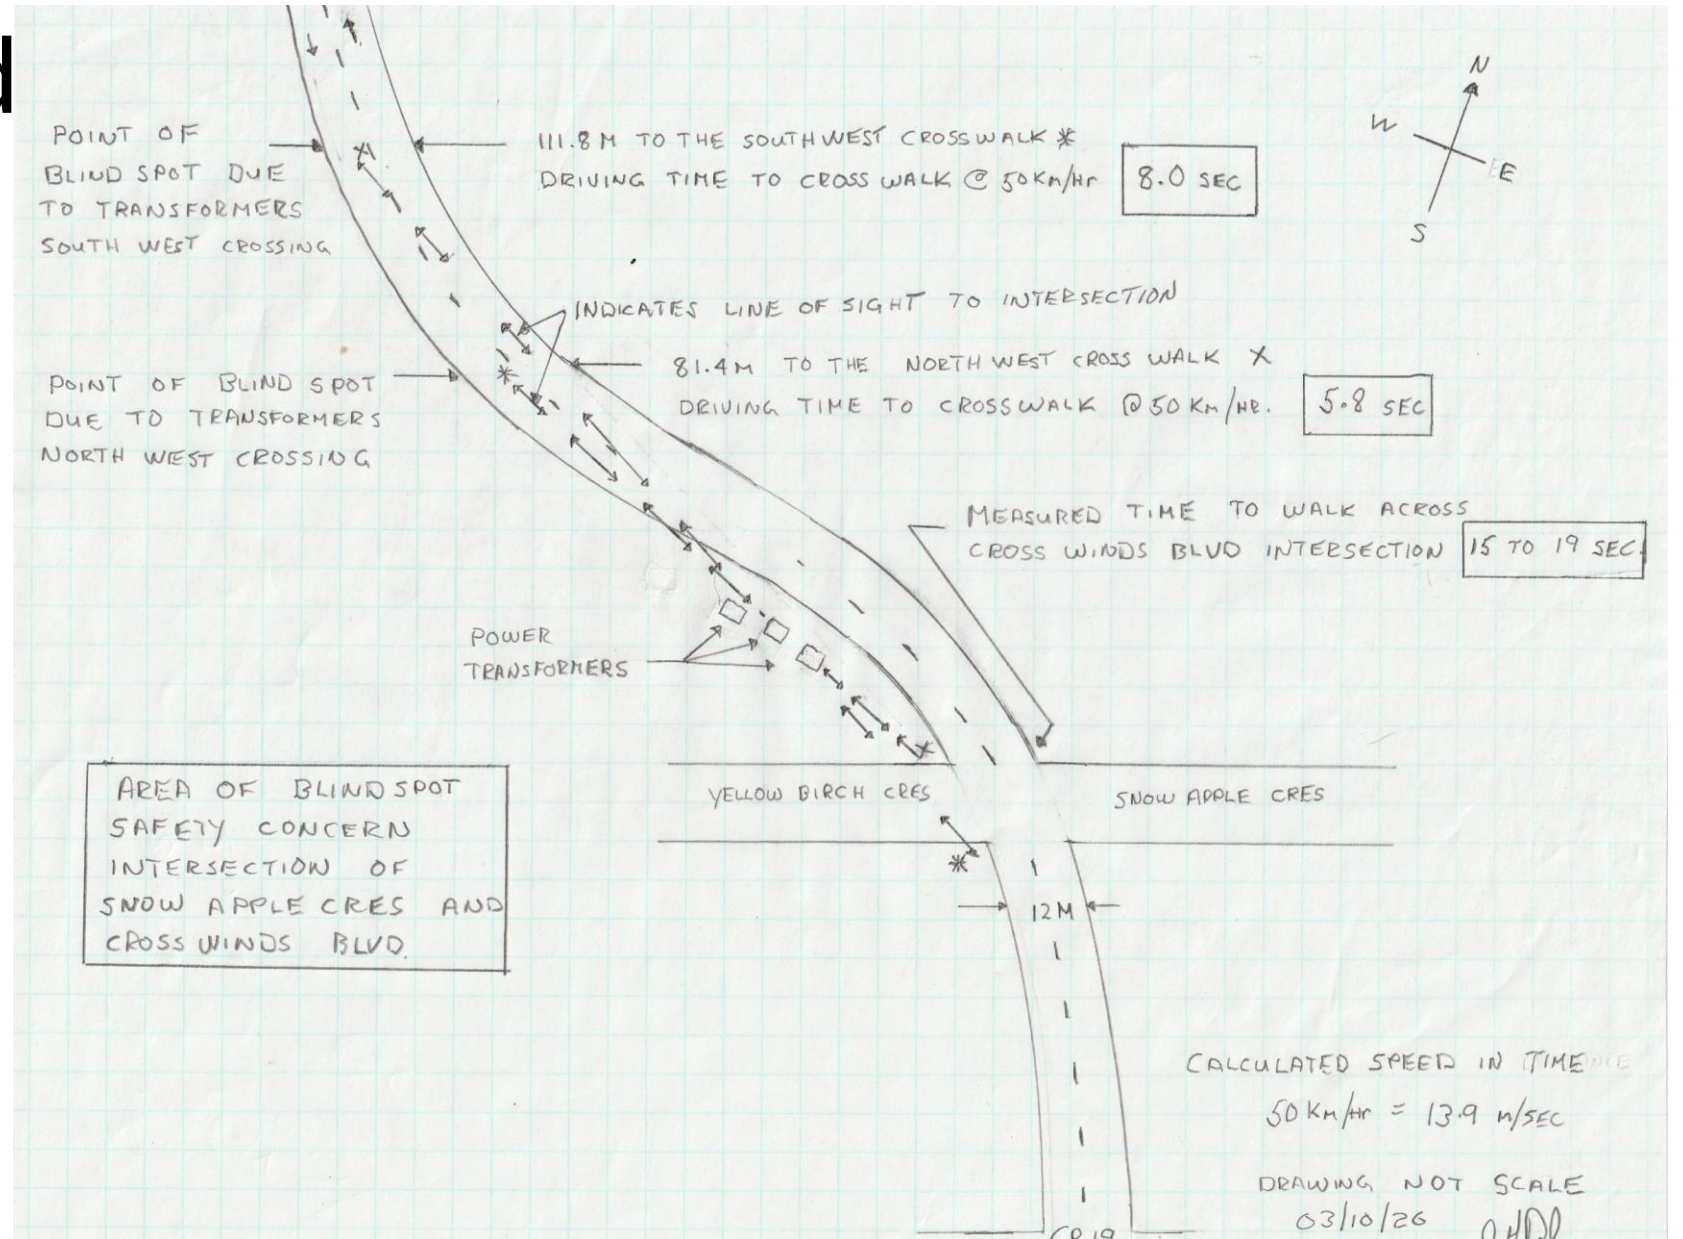 N
W
E
S
POINT OF
BLIND SPOT DUE
TO TRANSFORMERS
SOUTH WEST CROSSING
111.8 M TO THE SOUTHWEST CROSSWALK *
DRIVING TIME TO CROSS WALK @ 50 Km/Hr
8.0 SEC
INDICATES LINE OF SIGHT TO INTERSECTION
POINT OF BLIND SPOT
DUE TO TRANSFORMERS
NORTH WEST CROSSING
81.4 M TO THE NORTH WEST CROSS WALK X
DRIVING TIME TO CROSSWALK @ 50 Km/HR.
5.8 SEC
MEASURED TIME TO WALK ACROSS
CROSS WINDS BLVD INTERSECTION
15 TO 19 SEC.
POWER
TRANSFORMERS
YELLOW BIRCH CRES
SNOW APPLE CRES
AREA OF BLINDSPOT
SAFETY CONCERN
INTERSECTION OF
SNOW APPLE CRES AND
CROSS WINDS BLVD.
12M
CALCULATED SPEED IN TIME
50 Km/Hr = 13.9 M/SEC
DRAWING NOT SCALE
03/10/26